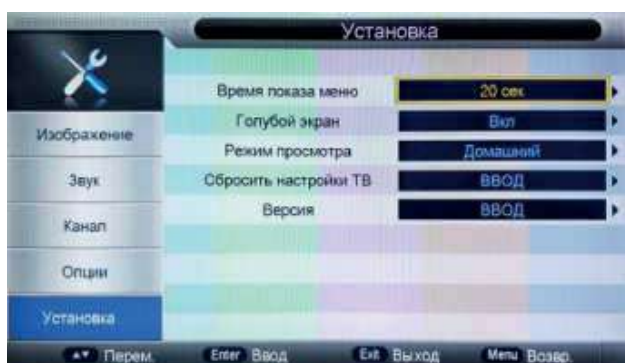 Установка
Время показа меню 20 сек
Голубой экран Вкл
Режим просмотра Домашний
Сбросить настройки ТВ ВВОД
Версия ВВОД
Изображение
Звук
Канал
Опции
Установка
Перем. Enter Ввод Exit Выход Menu Возвр.